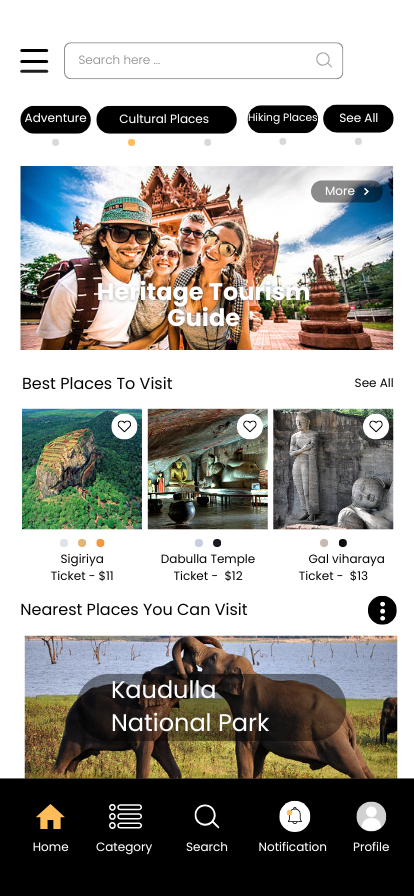 Search here ...
Adventure
Cultural Places
Hiking Places
See All
More
Heritage Tourism
Guide
Best Places To Visit
See All
Sigiriya
Ticket - $11
Dabulla Temple
Ticket - $12
Gal viharaya
Ticket - $13
Nearest Places You Can Visit
Kaudulla
National Park
Home
Category
Search
Notification
Profile